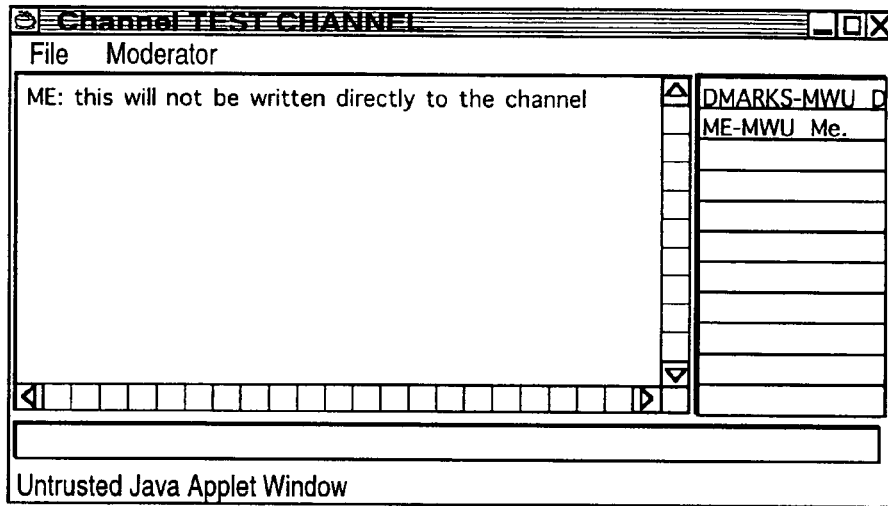 Channel TEST CHANNEL
File Moderator
ME: this will not be written directly to the channel
DMARKS-MWU D
ME-MWU Me.
Untrusted Java Applet Window